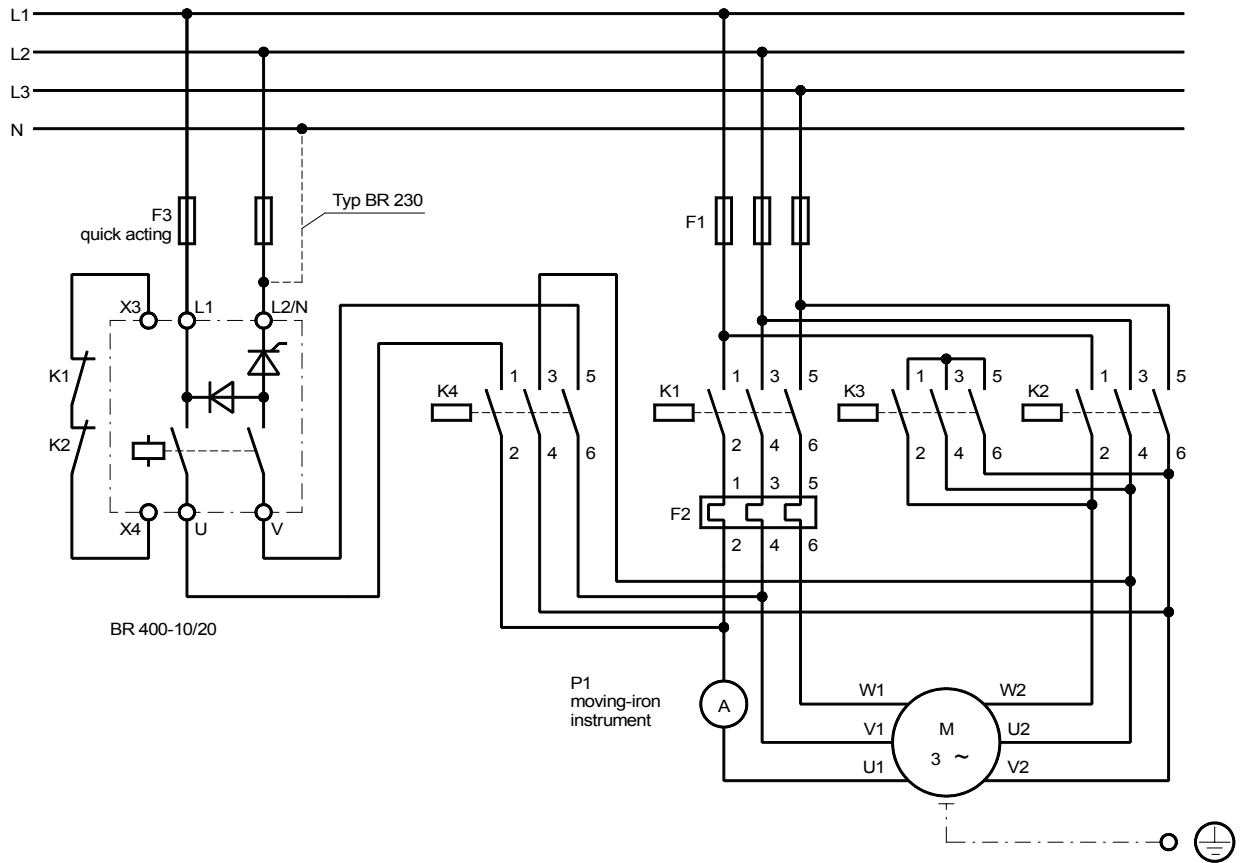 L1
L2
L3
N
Typ BR 230
F3
quick acting
F1
X3 L1 L2/N
K1
K2
X4 U V
BR 400-10/20
K4 1 3 5
2 4 6
K1 1 3 5
2 4 6
K3 1 3 5
2 4 6
K2 1 3 5
2 4 6
F2 1 3 5
2 4 6
P1
moving-iron
instrument
A
W1 W2
V1 M U2
3 ~
U1 V2